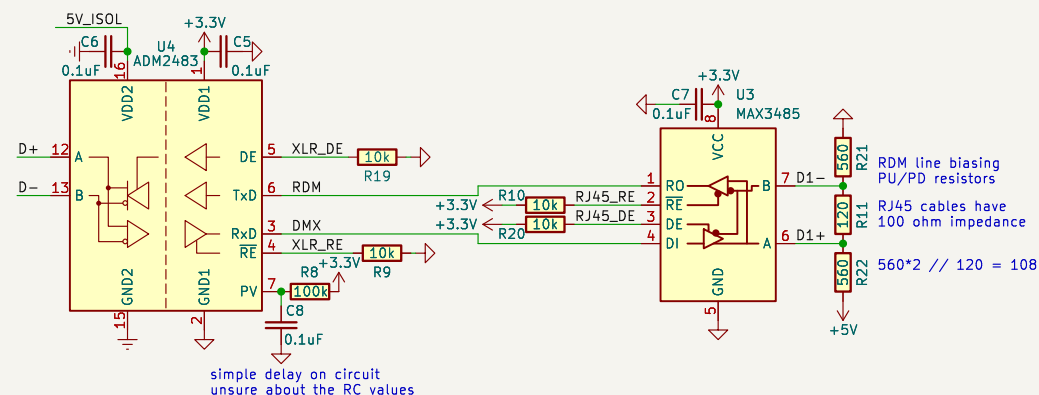 5V_ISOL
+3.3V
C6
U4
C5
ADM2483
0.1uF
0.1uF
16
1
VDD2
VDD1
D+
12
A
DE
5
XLR_DE
10k
R19
D-
13
B
TxD
6
RDM
RxD
3
DMX
RE
4
XLR_RE
10k
R9
+3.3V
R8
PV
7
100k
GND2
GND1
15
2
C8
0.1uF
simple delay on circuit
unsure about the RC values
+3.3V
C7
U3
0.1uF
MAX3485
8
VCC
R10
+3.3V
10k
RJ45_RE
+3.3V
10k
RJ45_DE
R20
1
RO
2
RE
3
DE
4
DI
B
7
D1-
A
6
D1+
GND
5
560
R21
120
R11
560
R22
+5V
RDM line biasing
PU/PD resistors
RJ45 cables have
100 ohm impedance
560*2 // 120 = 108